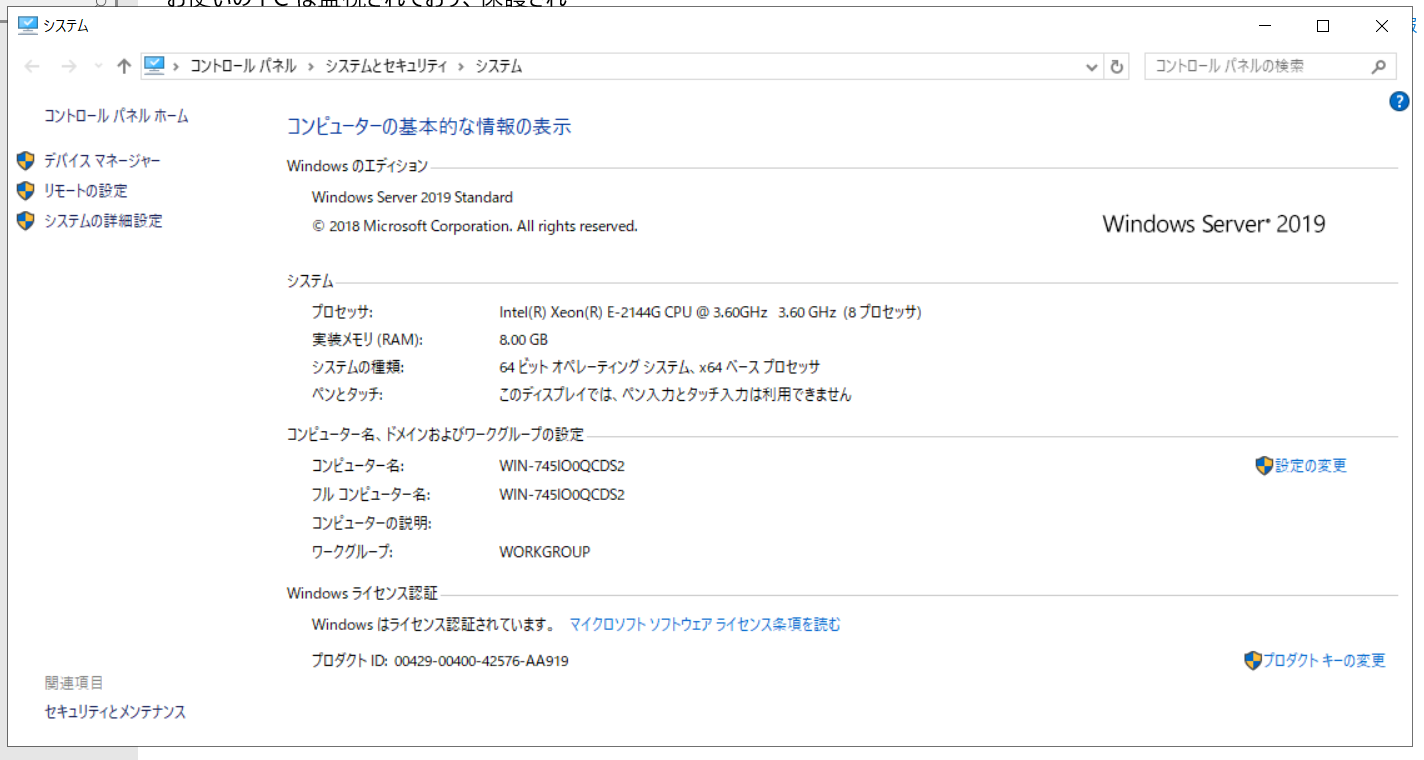 お使いの PC は監視されており、保護され
システム
コントロール パネル › システムとセキュリティ › システム
コントロール パネルの検索
コントロール パネル ホーム
デバイス マネージャー
リモートの設定
システムの詳細設定
コンピューターの基本的な情報の表示
Windows のエディション
Windows Server 2019 Standard
© 2018 Microsoft Corporation. All rights reserved.
Windows Server® 2019
システム
プロセッサ: Intel(R) Xeon(R) E-2144G CPU @ 3.60GHz 3.60 GHz (8 プロセッサ)
実装メモリ (RAM): 8.00 GB
システムの種類: 64 ビット オペレーティング システム、x64 ベース プロセッサ
ペンとタッチ: このディスプレイでは、ペン入力とタッチ入力は利用できません
コンピューター名、ドメインおよびワークグループの設定
コンピューター名: WIN-745IO0QCDS2
設定の変更
フル コンピューター名: WIN-745IO0QCDS2
コンピューターの説明:
ワークグループ: WORKGROUP
Windows ライセンス認証
Windows はライセンス認証されています。 マイクロソフト ソフトウェア ライセンス条項を読む
プロダクト ID: 00429-00400-42576-AA919
プロダクト キーの変更
関連項目
セキュリティとメンテナンス